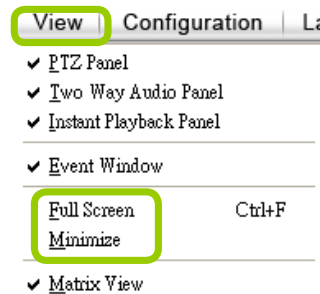 View Configuration La
✔ PTZ Panel
✔ Two Way Audio Panel
✔ Instant Playback Panel
✔ Event Window
Full Screen Ctrl+F
Minimize
✔ Matrix View